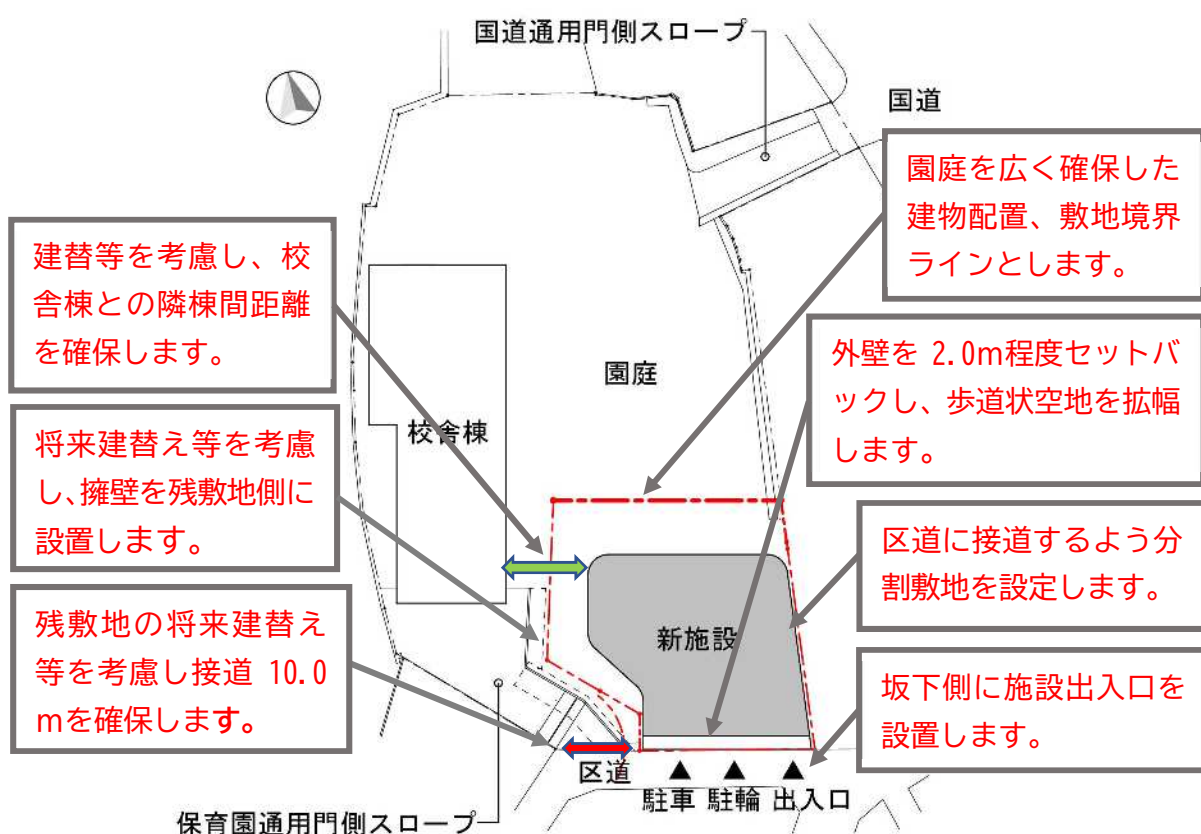 国道通用門側スロープ
国道
園庭を広く確保した
建物配置、敷地境界
ラインとします。
建替等を考慮し、校
舎棟との隣棟間距離
を確保します。
外壁を 2.0m程度セットバ
ックし、歩道状空地を拡幅
します。
園庭
校舎棟
将来建替え等を考慮
し、擁壁を残敷地側に
設置します。
区道に接道するよう分
割敷地を設定します。
残敷地の将来建替え
等を考慮し接道 10.0
mを確保します。
新施設
坂下側に施設出入口を
設置します。
区道
駐車 駐輪 出入口
保育園通用門側スロープ